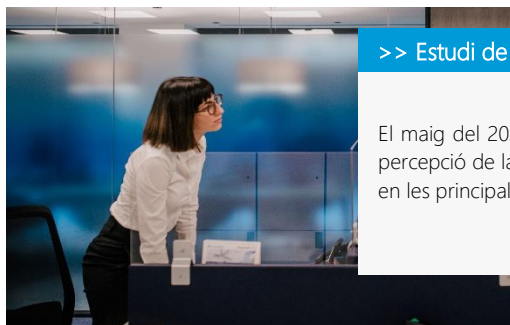 >> Estudi de
El maig del 20
percepció de la
en les principal